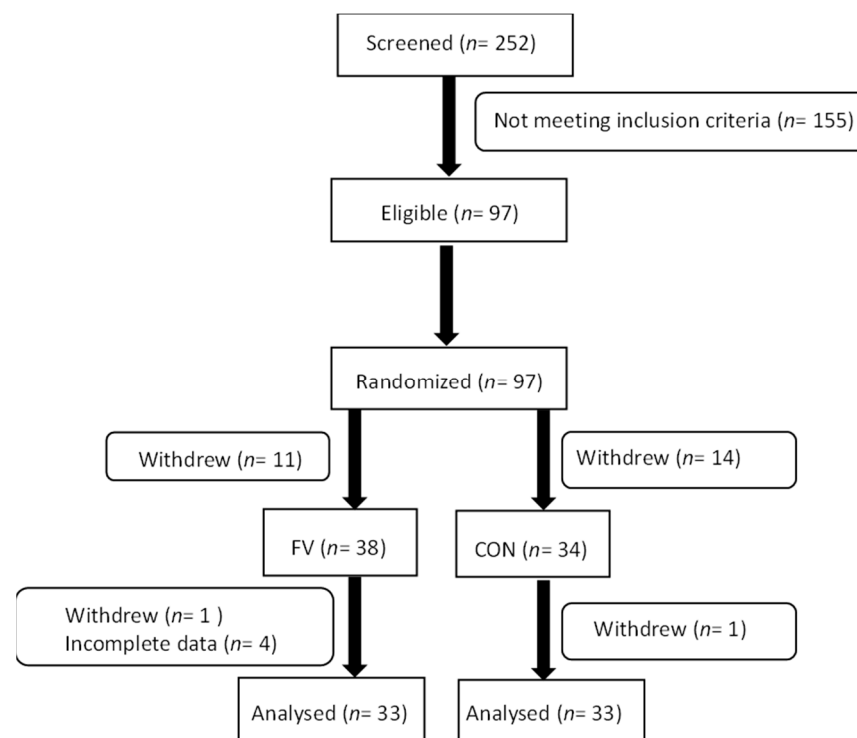 Screened (n= 252)
Not meeting inclusion criteria (n= 155)
Eligible (n= 97)
Randomized (n= 97)
Withdrew (n= 11)
Withdrew (n= 14)
FV (n= 38)
CON (n= 34)
Withdrew (n= 1 )
Incomplete data (n= 4)
Withdrew (n= 1)
Analysed (n= 33)
Analysed (n= 33)